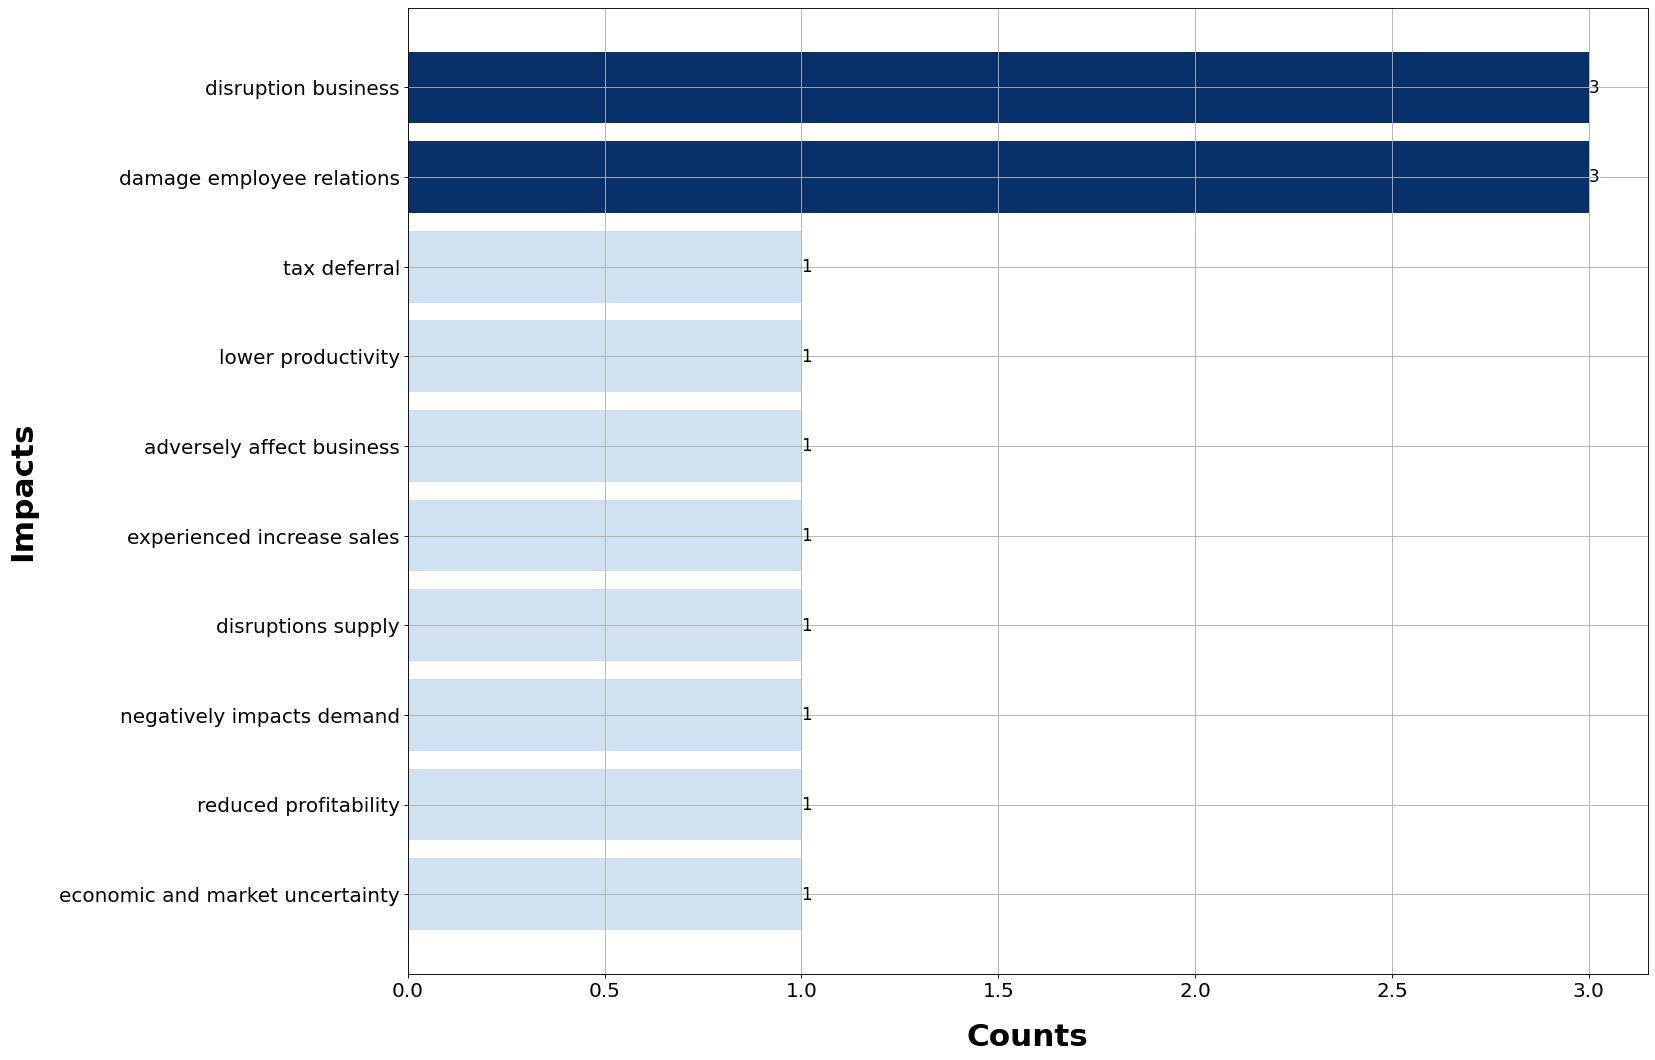 disruption business
3
damage employee relations
3
tax deferral
1
lower productivity
1
adversely affect business
1
experienced increase sales
1
disruptions supply
1
negatively impacts demand
1
reduced profitability
1
economic and market uncertainty
1
Impacts
0.0 0.5 1.0 1.5 2.0 2.5 3.0
Counts